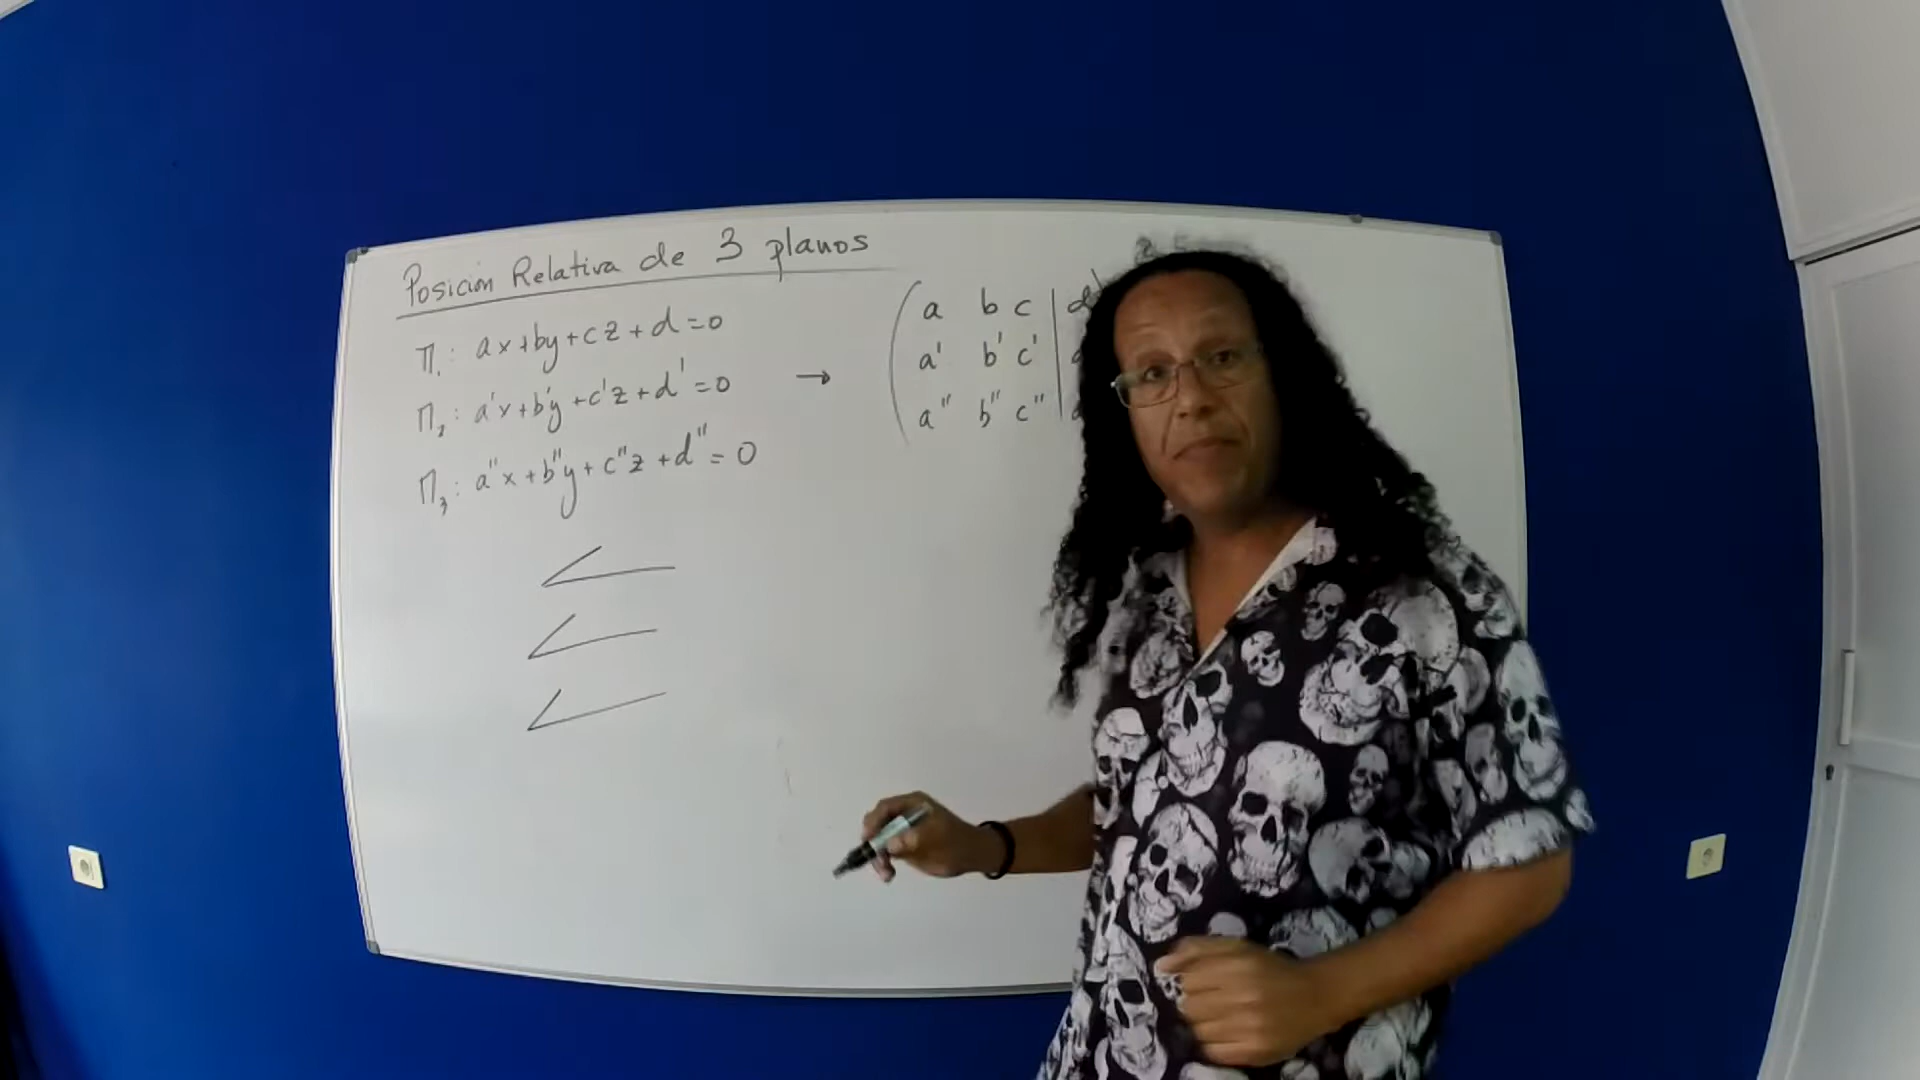 Posición Relativa de 3 planos
π₁: ax+by+cz+d=0
π₂: a'x+b'y+c'z+d'=0
π₃: a"x+b"y+c"z+d"=0
→
a b c | d
a' b' c' |
a" b" c" |